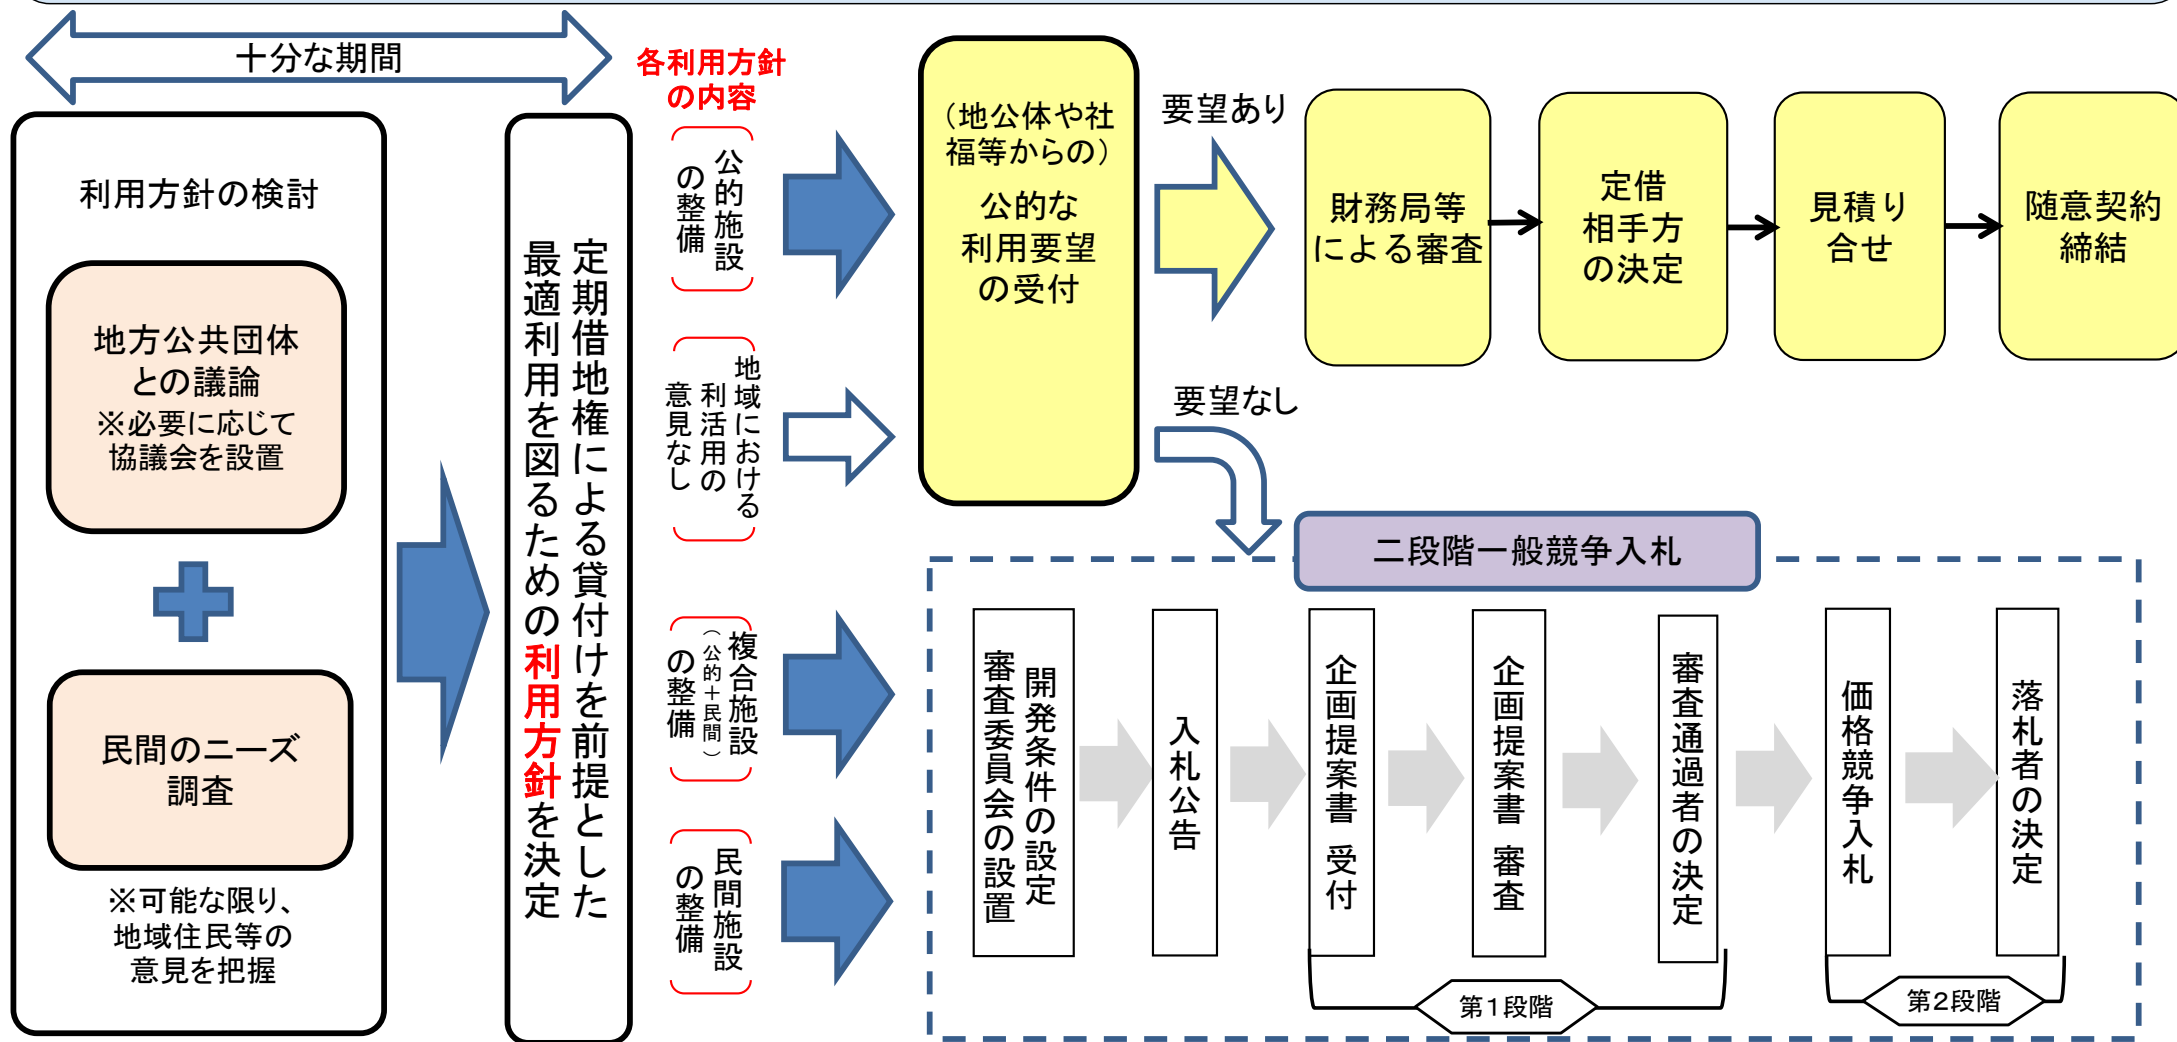 十分な期間
利用方針の検討
地方公共団体
との議論
※必要に応じて
協議会を設置
民間のニーズ
調査
※可能な限り、
地域住民等の
意見を把握
定期借地権による貸付けを前提とした
最適利用を図るための利用方針を決定
各利用方針
の内容
公的施設
の整備
地域における
利活用の
意見なし
複合施設
（公的＋民間）
の整備
民間施設
の整備
（地公体や社
福等からの）
公的な
利用要望
の受付
要望あり
財務局等
による審査
定借
相手方
の決定
見積り
合せ
随意契約
締結
要望なし
二段階一般競争入札
開発条件の設定
審査委員会の設置
入札公告
企画提案書 受付
企画提案書 審査
審査通過者の決定
価格競争入札
落札者の決定
第１段階
第２段階